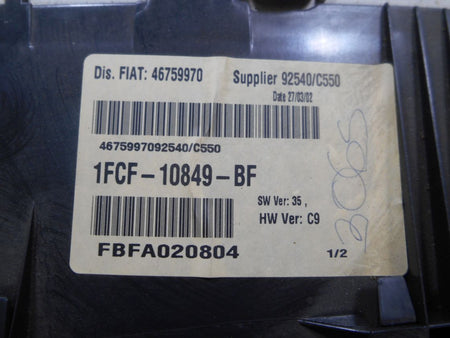 Dis. FIAT: 46759970 Supplier 92540/C550
Date 27/03/02
4675997092540/C550
1FCF-10849-BF
SW Ver: 35 ,
HW Ver: C9
FBFA020804
1/2
3065